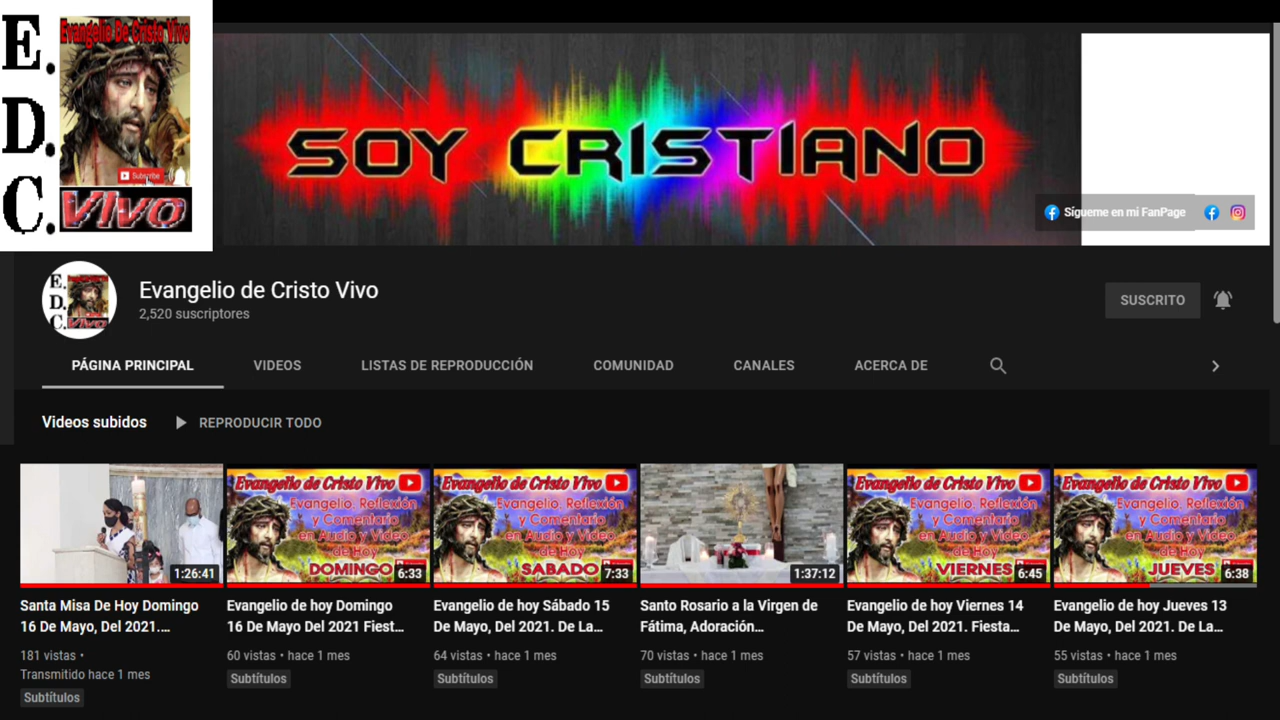 E.
D.
C.
Evangelio De Cristo Vivo
Subscribe
Vivo
SOY CRISTIANO
Sígueme en mi FanPage
E.
D.
C.
Vivo
Evangelio de Cristo Vivo
2,520 suscriptores
SUSCRITO
PÁGINA PRINCIPAL VIDEOS LISTAS DE REPRODUCCIÓN COMUNIDAD CANALES ACERCA DE
Videos subidos REPRODUCIR TODO
1:26:41
Santa Misa De Hoy Domingo
16 De Mayo, Del 2021....
181 vistas •
Transmitido hace 1 mes
Subtítulos
Evangelio de Cristo Vivo
Evangelio, Reflexión
y Comentario
en Audio y Video
de Hoy
DOMINGO 6:33
Evangelio de hoy Domingo
16 De Mayo Del 2021 Fiest...
60 vistas • hace 1 mes
Subtítulos
Evangelio de Cristo Vivo
Evangelio, Reflexión
y Comentario
en Audio y Video
de Hoy
SABADO 7:33
Evangelio de hoy Sábado 15
De Mayo, Del 2021. De La...
64 vistas • hace 1 mes
Subtítulos
1:37:12
Santo Rosario a la Virgen de
Fátima, Adoración...
70 vistas • hace 1 mes
Subtítulos
Evangelio de Cristo Vivo
Evangelio, Reflexión
y Comentario
en Audio y Video
de Hoy
VIERNES 6:45
Evangelio de hoy Viernes 14
De Mayo, Del 2021. Fiesta...
57 vistas • hace 1 mes
Subtítulos
Evangelio de Cristo Vivo
Evangelio, Reflexión
y Comentario
en Audio y Video
de Hoy
JUEVES 6:38
Evangelio de hoy Jueves 13
De Mayo, Del 2021. De La...
55 vistas • hace 1 mes
Subtítulos